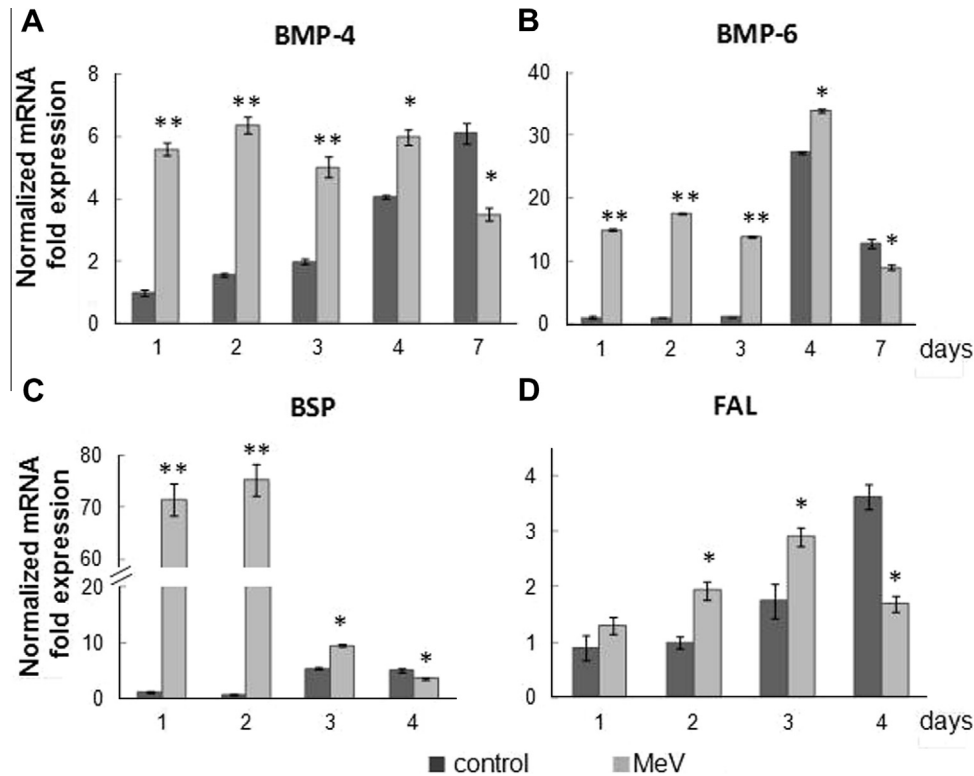 A
BMP-4
Normalized mRNA
fold expression
8
6
4
2
0
**
**
**
*
*
1 2 3 4 7
B
BMP-6
40
30
20
10
0
**
**
**
*
*
1 2 3 4 7 days
C
BSP
Normalized mRNA
fold expression
80
70
60
20
10
0
**
**
*
*
1 2 3 4
D
FAL
4
3
2
1
0
*
*
*
1 2 3 4 days
control MeV